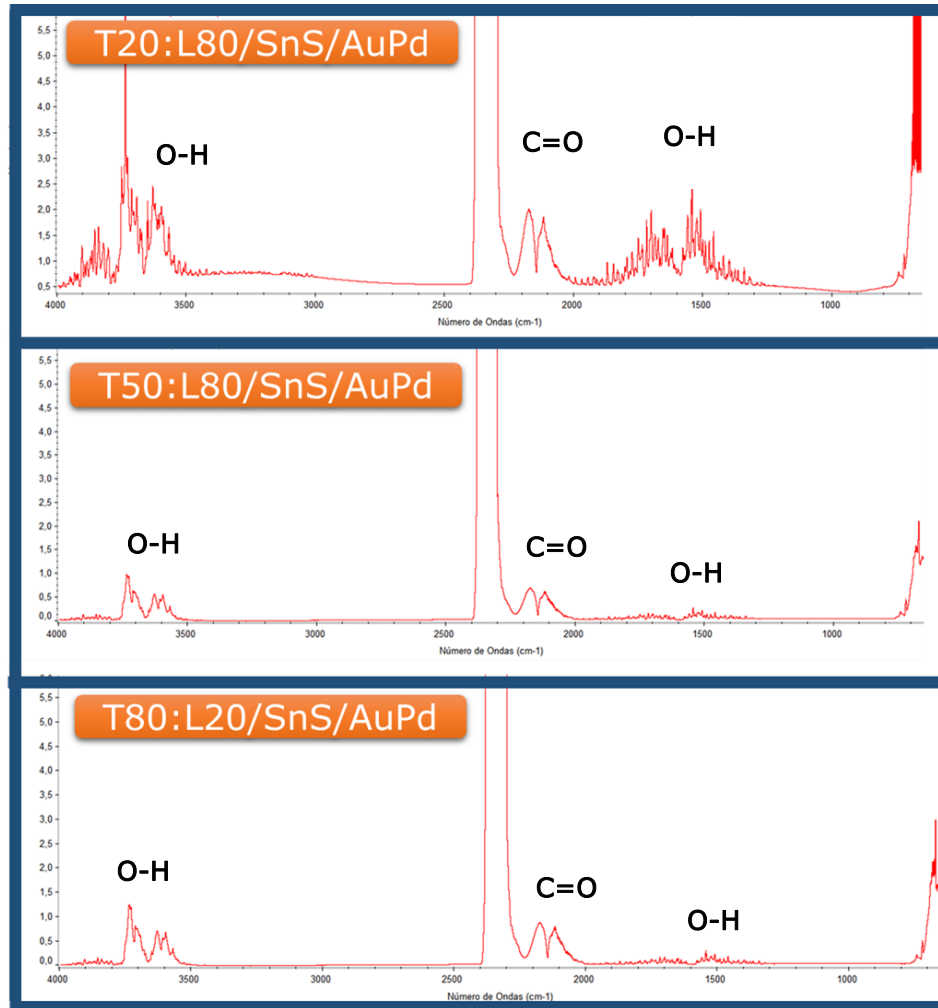 T20:L80/SnS/AuPd
5,5
5,0
4,5
4,0
3,5
3,0
2,5
2,0
1,5
1,0
0,5
O-H
C=O
O-H
4000 3500 3000 2500 2000 1500 1000
Número de Ondas (cm-1)
T50:L80/SnS/AuPd
5,5
5,0
4,5
4,0
3,5
3,0
2,5
2,0
1,5
1,0
0,5
0,0
O-H
C=O
O-H
4000 3500 3000 2500 2000 1500 1000
Número de Ondas (cm-1)
T80:L20/SnS/AuPd
5,5
5,0
4,5
4,0
3,5
3,0
2,5
2,0
1,5
1,0
0,5
0,0
O-H
C=O
O-H
4000 3500 3000 2500 2000 1500 1000
Número de Ondas (cm-1)